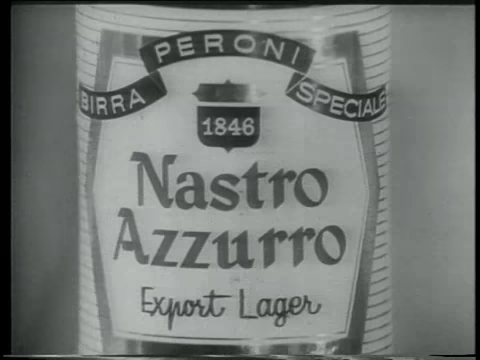 BIRRA PERONI SPECIALE
1846
Nastro
Azzurro
Export Lager